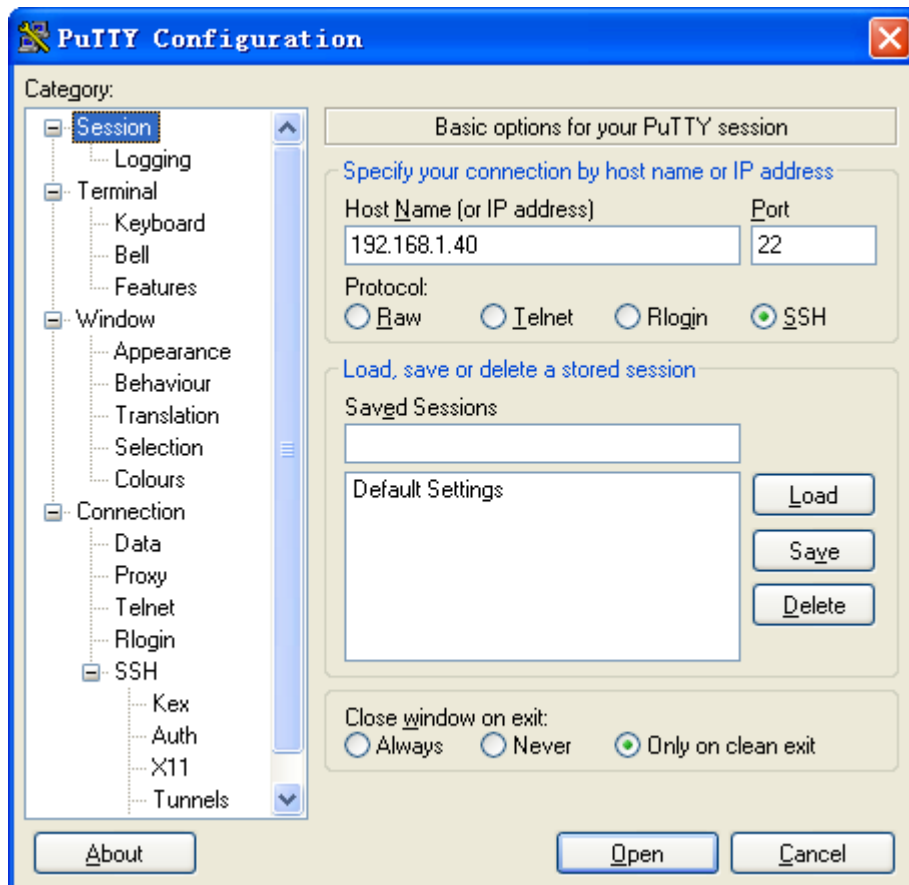 PuTTY Configuration
Category:
Session
Logging
Terminal
Keyboard
Bell
Features
Window
Appearance
Behaviour
Translation
Selection
Colours
Connection
Data
Proxy
Telnet
Rlogin
SSH
Kex
Auth
X11
Tunnels
Basic options for your PuTTY session
Specify your connection by host name or IP address
Host Name (or IP address) Port
192.168.1.40 22
Protocol:
Raw Telnet Rlogin SSH
Load, save or delete a stored session
Saved Sessions
Default Settings
Load
Save
Delete
Close window on exit:
Always Never Only on clean exit
About Open Cancel